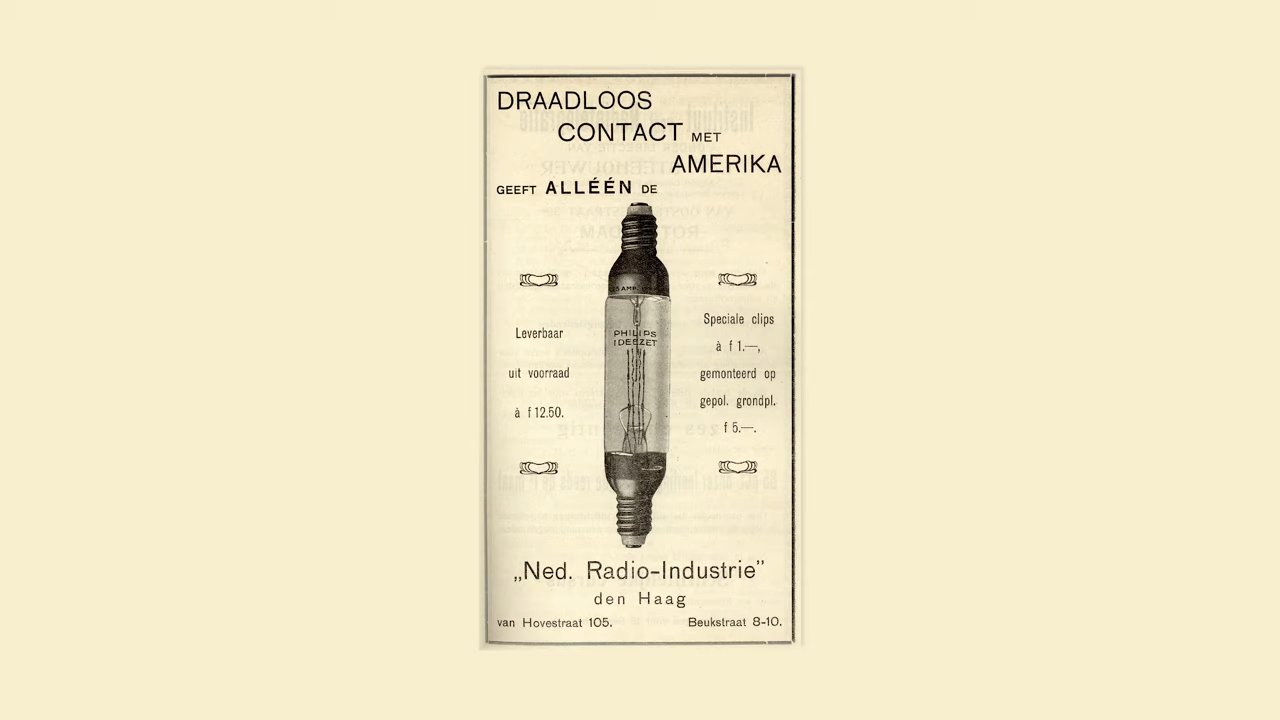 DRAADLOOS
CONTACT MET
AMERIKA
GEEFT ALLÉÉN DE
PHILIPS
IDEEZET
Leverbaar
uit voorraad
à f 12.50.
Speciale clips
à f 1.—,
gemonteerd op
gepol. grondpl.
f 5.—.
„Ned. Radio-Industrie”
den Haag
van Hovestraat 105. Beukstraat 8-10.